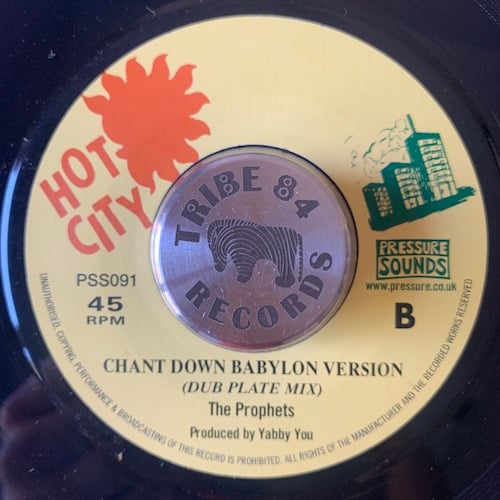 HOT
CITY
TRIBE 84
RECORDS
PRESSURE
SOUNDS
www.pressure.co.uk
PSS091
45
RPM
B
CHANT DOWN BABYLON VERSION
(DUB PLATE MIX)
The Prophets
Produced by Yabby You
UNAUTHORISED, COPYING, PERFORMANCE & BROADCASTING OF THIS RECORD IS PROHIBITED. ALL RIGHTS OF THE MANUFACTURER AND THE RECORDED WORKS RESERVED